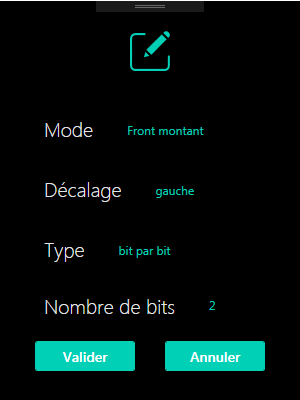 Mode Front montant
Décalage gauche
Type bit par bit
Nombre de bits 2
Valider Annuler